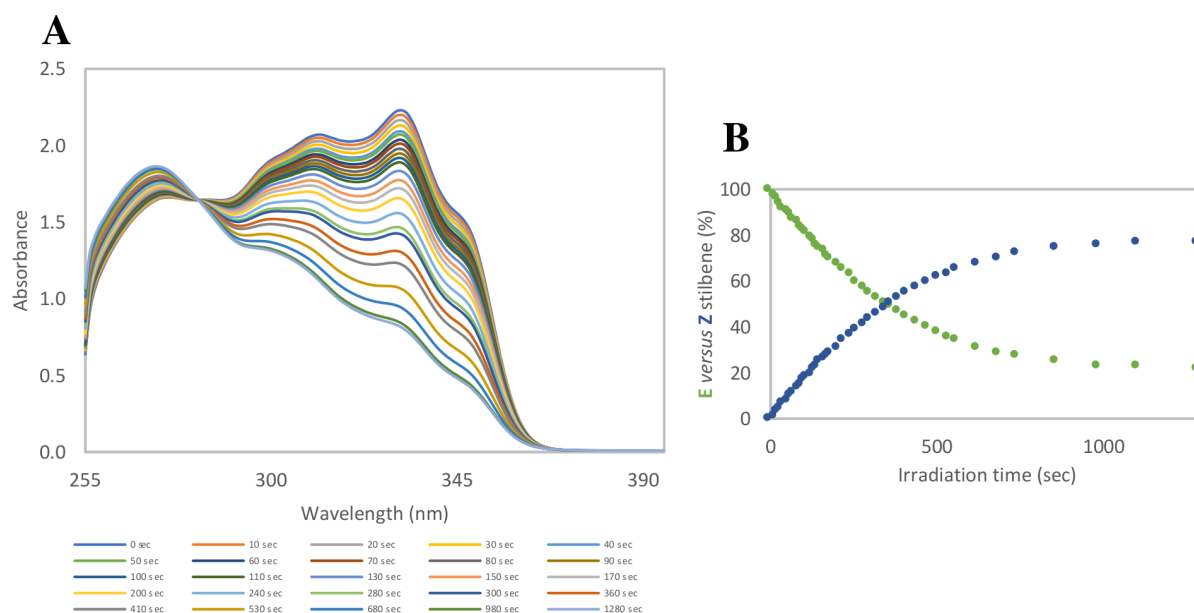 A
2.5
2.0
1.5
1.0
0.5
0.0
Absorbance
255 300 345 390
Wavelength (nm)
0 sec 10 sec 20 sec 30 sec 40 sec
50 sec 60 sec 70 sec 80 sec 90 sec
100 sec 110 sec 130 sec 150 sec 170 sec
200 sec 240 sec 280 sec 300 sec 360 sec
410 sec 530 sec 680 sec 980 sec 1280 sec
B
100
80
60
40
20
0
E versus Z stilbene (%)
0 500 1000
Irradiation time (sec)